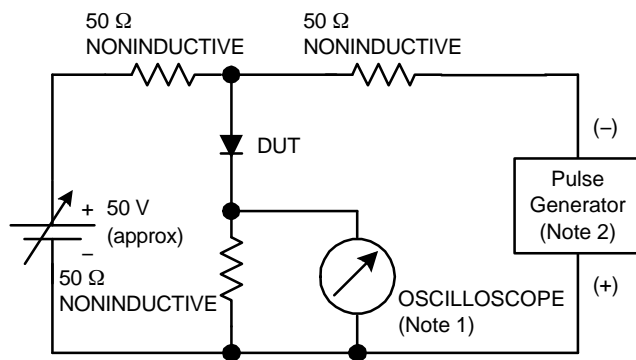 50 Ω
NONINDUCTIVE
50 Ω
NONINDUCTIVE
DUT
(–)
Pulse
Generator
(Note 2)
(+)
+
50 V
(approx)
–
50 Ω
NONINDUCTIVE
OSCILLOSCOPE
(Note 1)